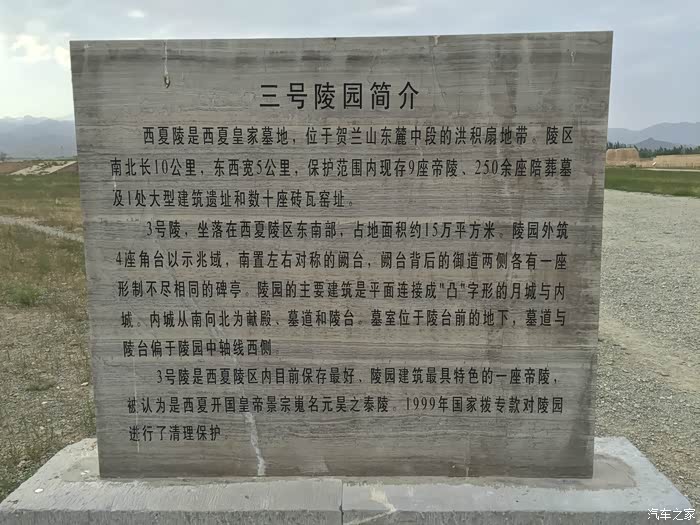 三号陵园简介
西夏陵是西夏皇家墓地，位于贺兰山东麓中段的洪积扇地带。陵区
南北长10公里，东西宽5公里，保护范围内现存9座帝陵、250余座陪葬墓
及1处大型建筑遗址和数十座砖瓦窑址。
3号陵，坐落在西夏陵区东南部，占地面积约15万平方米。陵园外筑
4座角台以示兆域，南置左右对称的阙台，阙台背后的御道两侧各有一座
形制不尽相同的碑亭。陵园的主要建筑是平面连接成"凸"字形的月城与内
城。内城从南向北为献殿、墓道和陵台。墓室位于陵台前的地下，墓道与
陵台偏于陵园中轴线西侧。
3号陵是西夏陵区内目前保存最好，陵园建筑最具特色的一座帝陵，
被认为是西夏开国皇帝景宗嵬名元昊之泰陵。1999年国家拨专款对陵园
进行了清理保护。
汽车之家